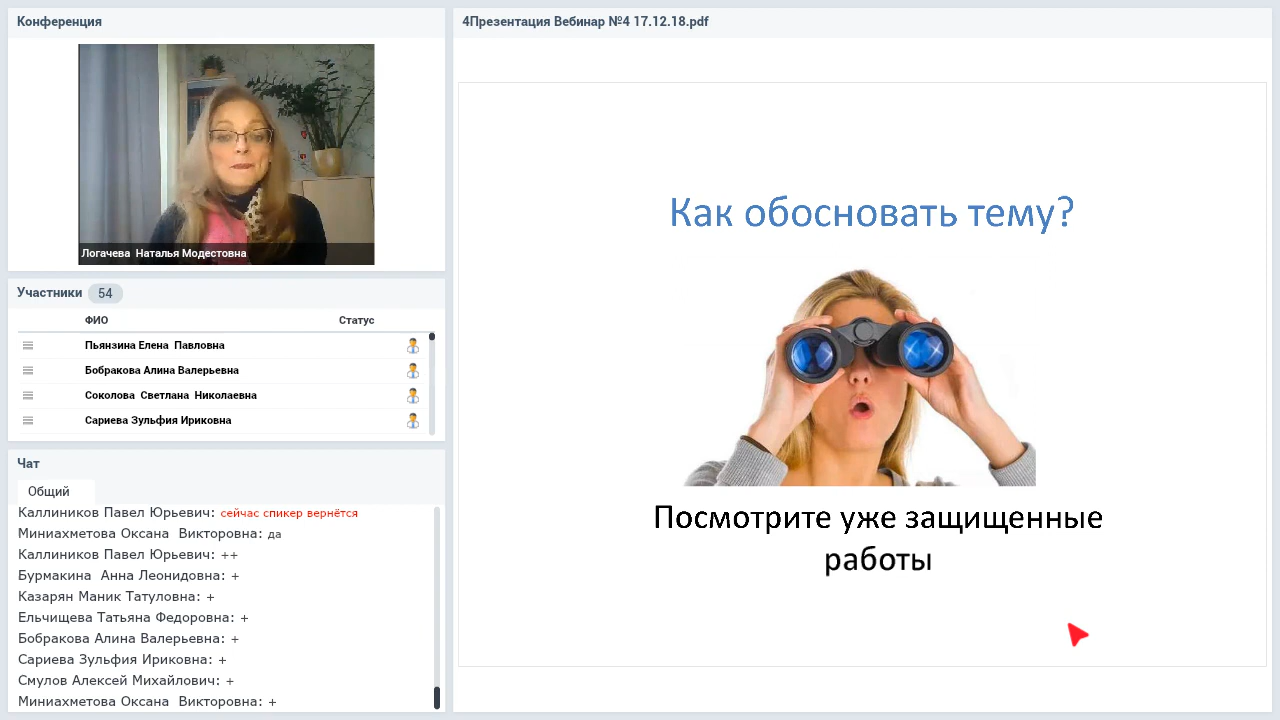 Конференция
Логачева  Наталья Модестовна
Участники 54
ФИО Статус
Пьянзина Елена  Павловна
Бобракова Алина Валерьевна
Соколова  Светлана  Николаевна
Сариева Зульфия Ириковна
Чат
Общий
Каллиников Павел Юрьевич: сейчас спикер вернётся
Миниахметова Оксана  Викторовна: да
Каллиников Павел Юрьевич: ++
Бурмакина  Анна Леонидовна: +
Казарян Маник Татуловна: +
Ельчищева Татьяна Федоровна: +
Бобракова Алина Валерьевна: +
Сариева Зульфия Ириковна: +
Смулов Алексей Михайлович: +
Миниахметова Оксана  Викторовна: +
4Презентация Вебинар №4 17.12.18.pdf
Как обосновать тему?
Посмотрите уже защищенные
работы